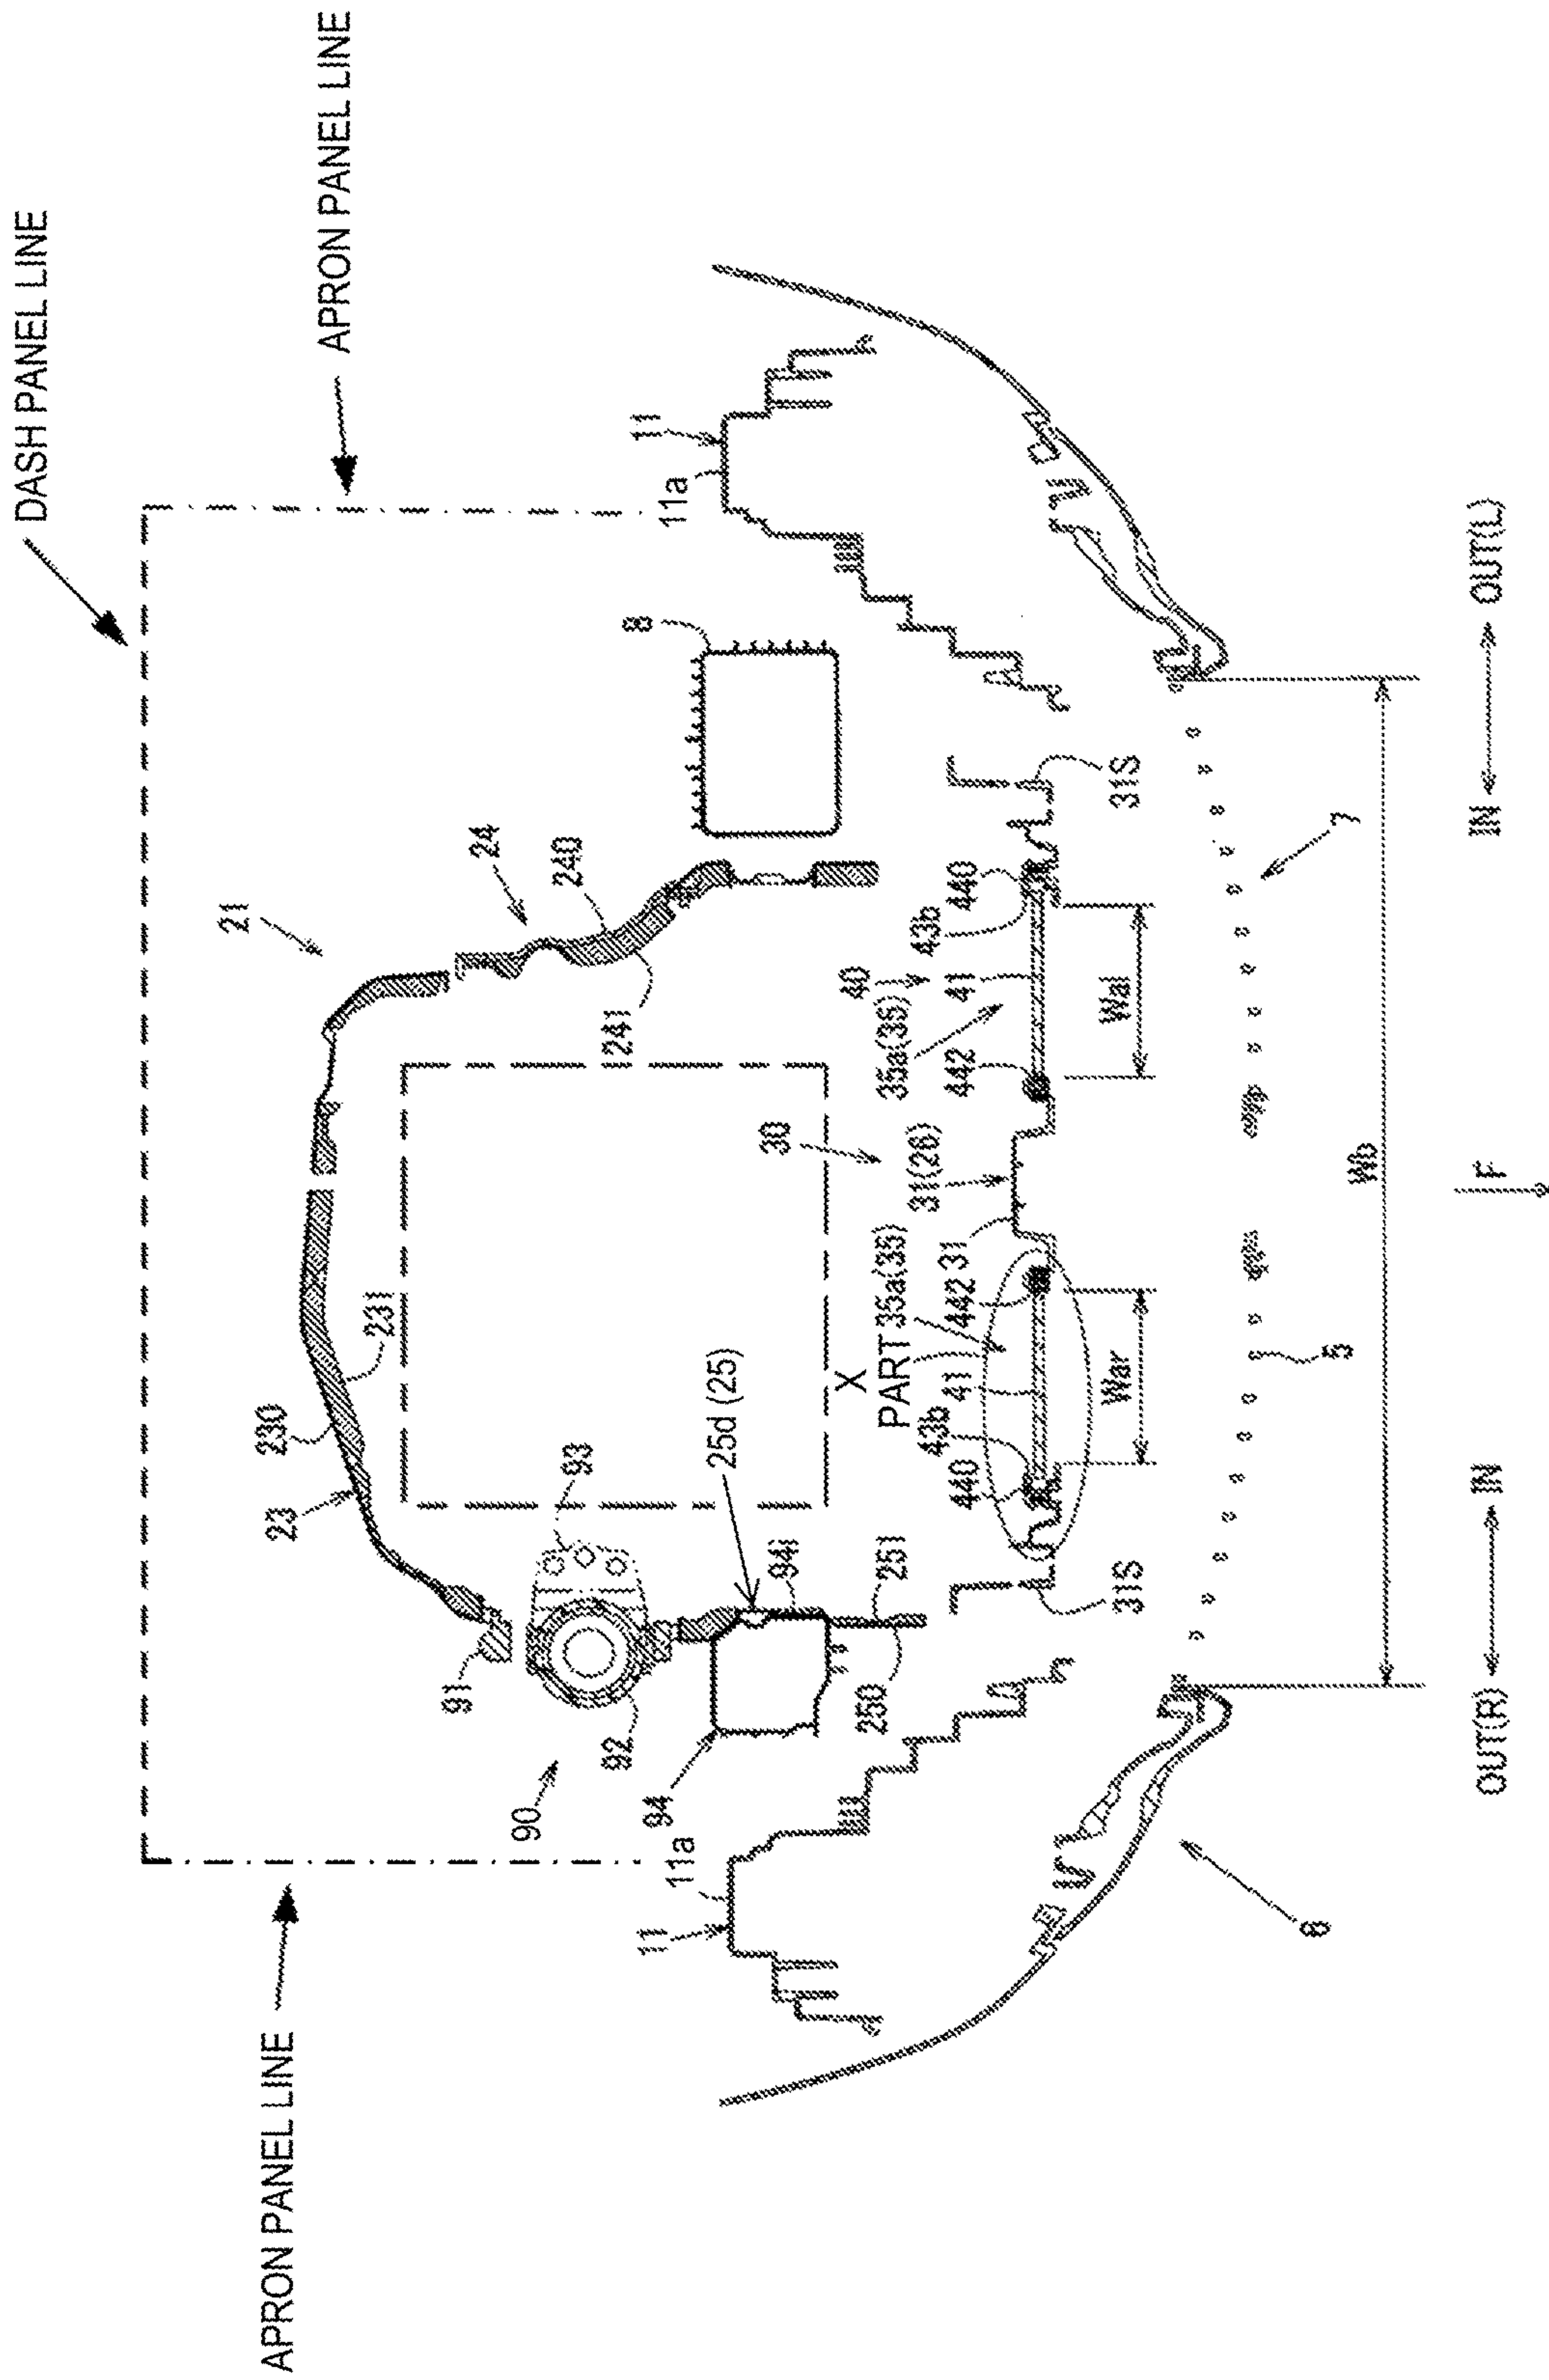 DASH PANEL LINE
21
APRON PANEL LINE
APRON PANEL LINE
230
23
231
24
91
90
93
240
92
241
94
11
11
8
11a
11a
25d (25)
94i
30
X
40
250
251
PART
35a(35)
35a(35)
31(26)
43b
43b
440
41
442
31
442
41
440
War
Wal
31S
31S
6
5
7
Wb
OUT(R)
IN
F
IN
OUT(L)